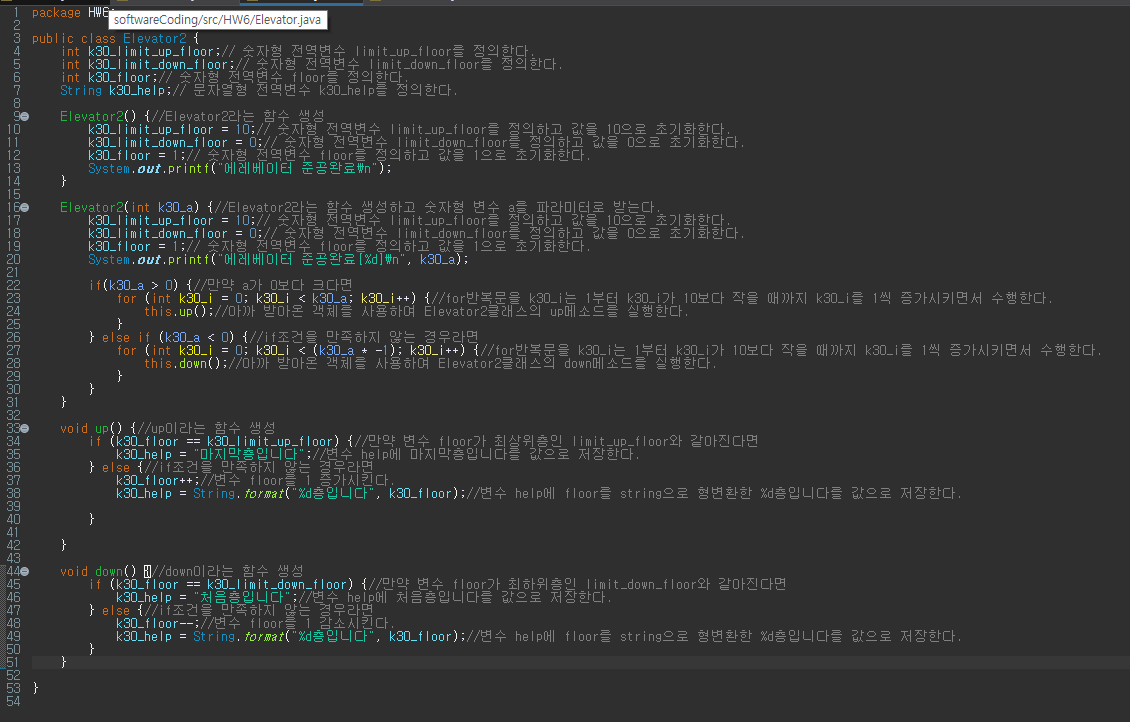 1 package HW6
softwareCoding/src/HW6/Elevator.java
2
3 public class Elevator2 {
4 int k30_limit_up_floor;// 숫자형 전역변수 limit_up_floor를 정의한다.
5 int k30_limit_down_floor;// 숫자형 전역변수 limit_down_floor를 정의한다.
6 int k30_floor;// 숫자형 전역변수 floor를 정의한다.
7 String k30_help;// 문자열형 전역변수 k30_help를 정의한다.
8
9 Elevator2() {//Elevator2라는 함수 생성
10 k30_limit_up_floor = 10;// 숫자형 전역변수 limit_up_floor를 정의하고 값을 10으로 초기화한다.
11 k30_limit_down_floor = 0;// 숫자형 전역변수 limit_down_floor를 정의하고 값을 0으로 초기화한다.
12 k30_floor = 1;// 숫자형 전역변수 floor를 정의하고 값을 1으로 초기화한다.
13 System.out.printf("에레베이터 준공완료₩n");
14 }
15
16 Elevator2(int k30_a) {//Elevator2라는 함수 생성하고 숫자형 변수 a를 파라미터로 받는다.
17 k30_limit_up_floor = 10;// 숫자형 전역변수 limit_up_floor를 정의하고 값을 10으로 초기화한다.
18 k30_limit_down_floor = 0;// 숫자형 전역변수 limit_down_floor를 정의하고 값을 0으로 초기화한다.
19 k30_floor = 1;// 숫자형 전역변수 floor를 정의하고 값을 1으로 초기화한다.
20 System.out.printf("에레베이터 준공완료[%d]₩n", k30_a);
21
22 if(k30_a > 0) {//만약 a가 0보다 크다면
23 for (int k30_i = 0; k30_i < k30_a; k30_i++) {//for반복문을 k30_i는 1부터 k30_i가 10보다 작을 때까지 k30_i를 1씩 증가시키면서 수행한다.
24 this.up();//아까 받아온 객체를 사용하여 Elevator2클래스의 up메소드를 실행한다.
25 }
26 } else if (k30_a < 0) {//if조건을 만족하지 않는 경우라면
27 for (int k30_i = 0; k30_i < (k30_a * -1); k30_i++) {//for반복문을 k30_i는 1부터 k30_i가 10보다 작을 때까지 k30_i를 1씩 증가시키면서 수행한다.
28 this.down();//아까 받아온 객체를 사용하여 Elevator2클래스의 down메소드를 실행한다.
29 }
30 }
31 }
32
33 void up() {//up이라는 함수 생성
34 if (k30_floor == k30_limit_up_floor) {//만약 변수 floor가 최상위층인 limit_up_floor와 같아진다면
35 k30_help = "마지막층입니다";//변수 help에 마지막층입니다를 값으로 저장한다.
36 } else {//if조건을 만족하지 않는 경우라면
37 k30_floor++;//변수 floor를 1 증가시킨다.
38 k30_help = String.format("%d층입니다", k30_floor);//변수 help에 floor를 string으로 형변환한 %d층입니다를 값으로 저장한다.
39
40 }
41
42 }
43
44 void down() {//down이라는 함수 생성
45 if (k30_floor == k30_limit_down_floor) {//만약 변수 floor가 최하위층인 limit_down_floor와 같아진다면
46 k30_help = "처음층입니다";//변수 help에 처음층입니다를 값으로 저장한다.
47 } else {//if조건을 만족하지 않는 경우라면
48 k30_floor--;//변수 floor를 1 감소시킨다.
49 k30_help = String.format("%d층입니다", k30_floor);//변수 help에 floor를 string으로 형변환한 %d층입니다를 값으로 저장한다.
50 }
51 }
52
53 }
54